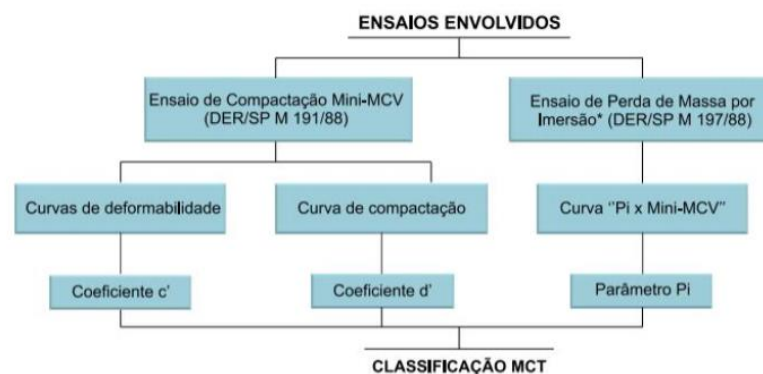 ENSAIOS ENVOLVIDOS
Ensaio de Compactação Mini-MCV
(DER/SP M 191/88)
Ensaio de Perda de Massa por
Imersão* (DER/SP M 197/88)
Curvas de deformabilidade
Curva de compactação
Curva "Pi x Mini-MCV"
Coeficiente c'
Coeficiente d'
Parâmetro Pi
CLASSIFICAÇÃO MCT